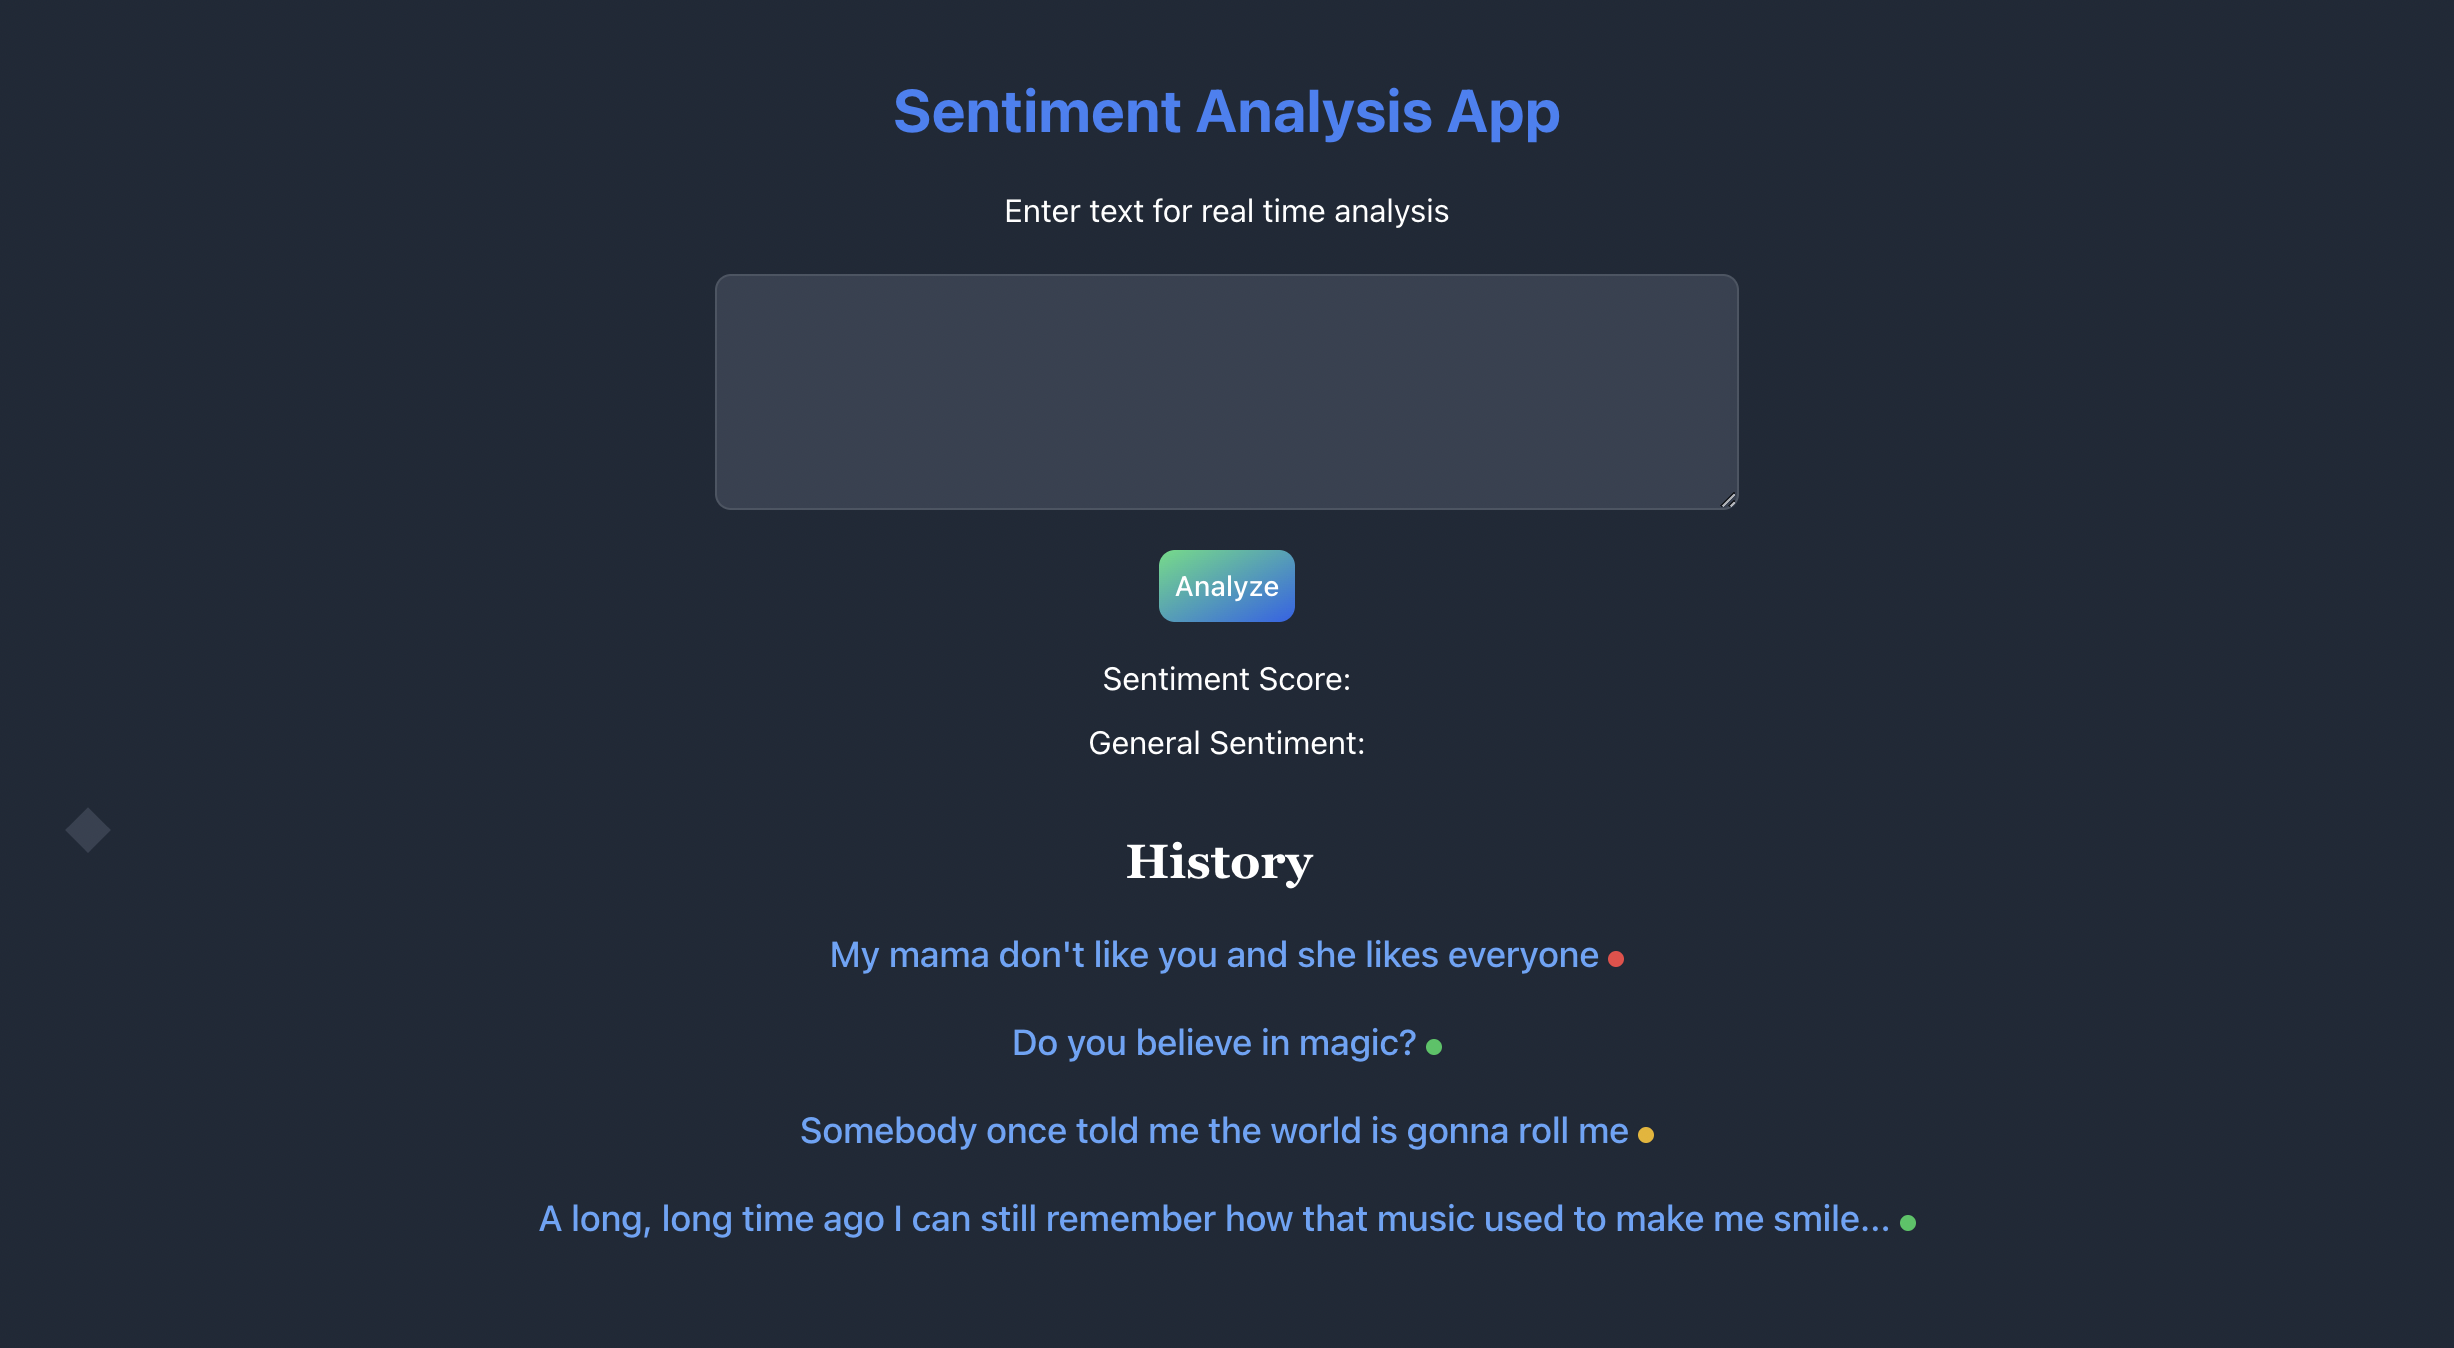 Sentiment Analysis App
Enter text for real time analysis
Analyze
Sentiment Score:
General Sentiment:
History
My mama don't like you and she likes everyone
Do you believe in magic?
Somebody once told me the world is gonna roll me
A long, long time ago I can still remember how that music used to make me smile...